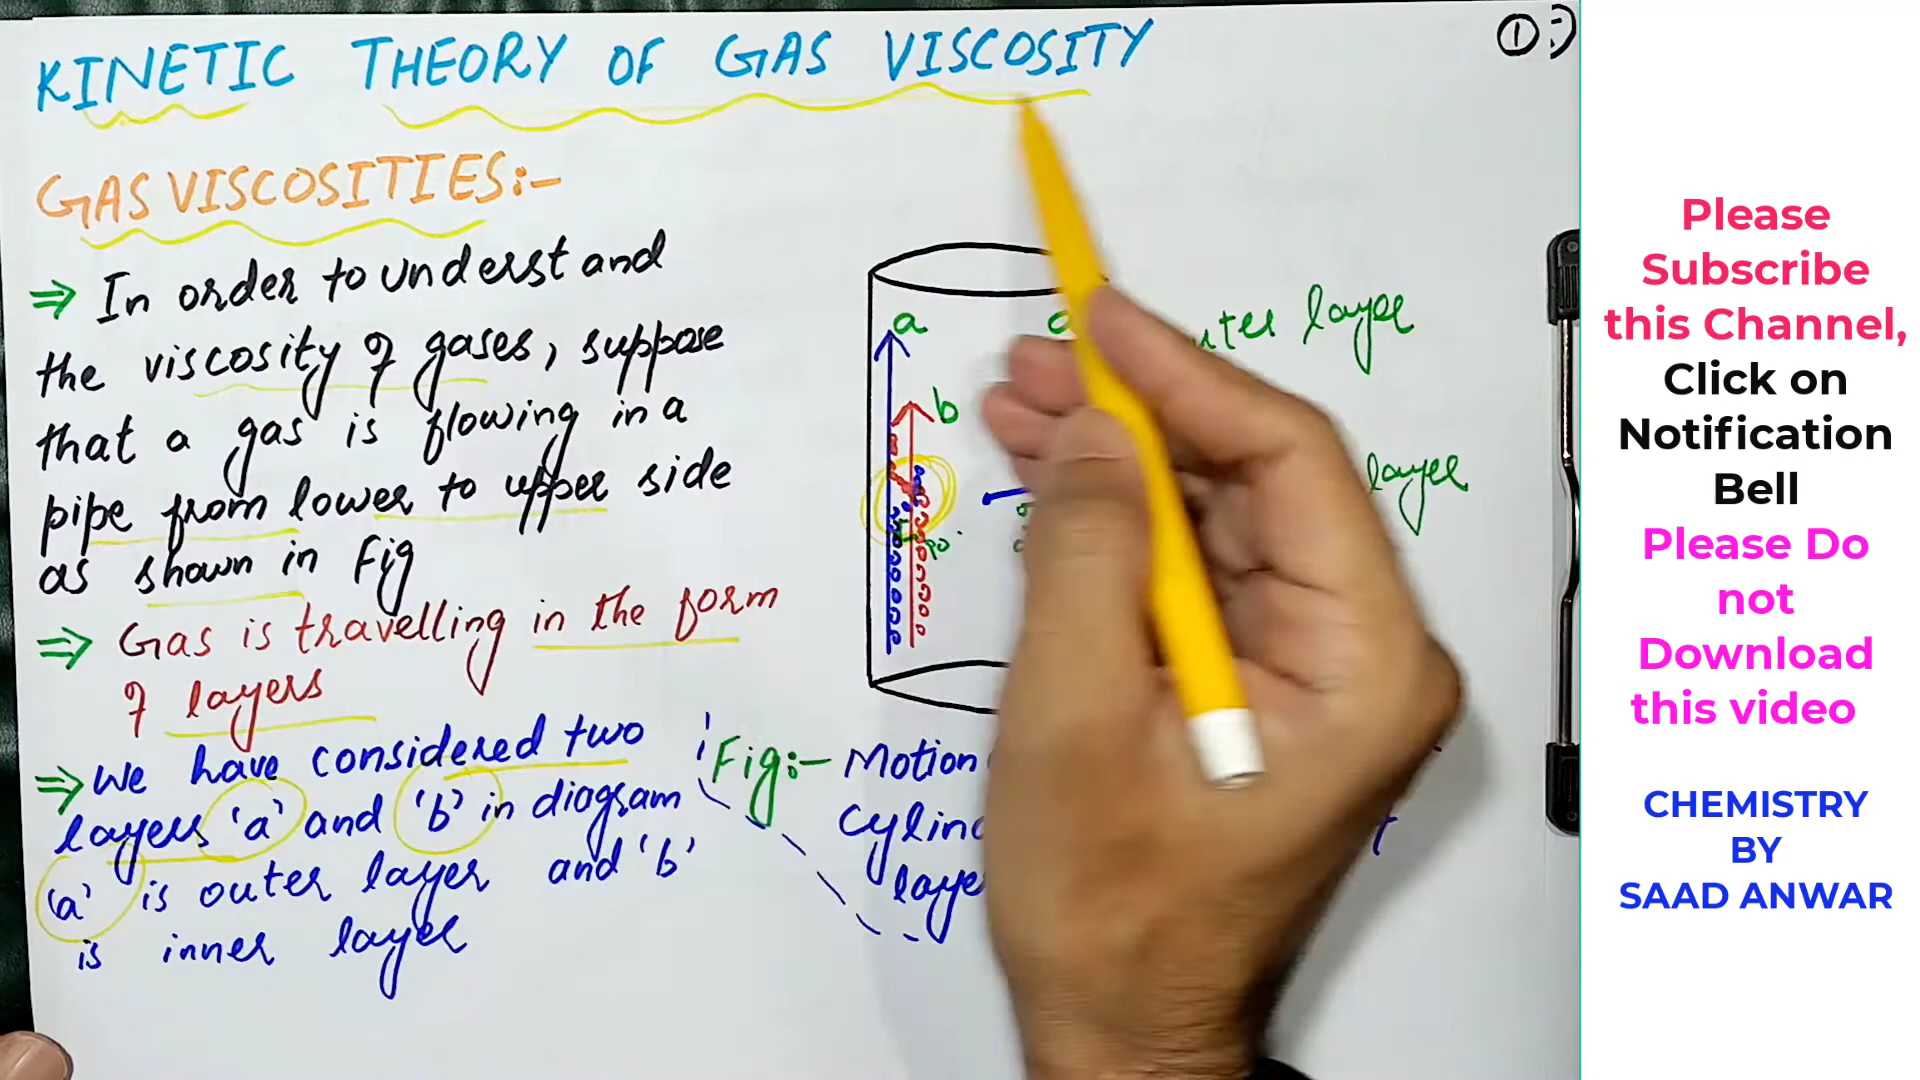 KINETIC THEORY OF GAS VISCOSITY
1
GAS VISCOSITIES:-
⇒ In order to understand
the viscosity of gases, suppose
that a gas is flowing in a
pipe from lower to upper side
as shown in Fig
⇒ Gas is travelling in the form
of layers
⇒ We have considered two
layers 'a' and 'b' in diagram
'a' is outer layer and 'b'
is inner layer
a
b
layer
layer
90°
Fig:- Motion
Please
Subscribe
this Channel,
Click on
Notification
Bell
Please Do
not
Download
this video
CHEMISTRY
BY
SAAD ANWAR